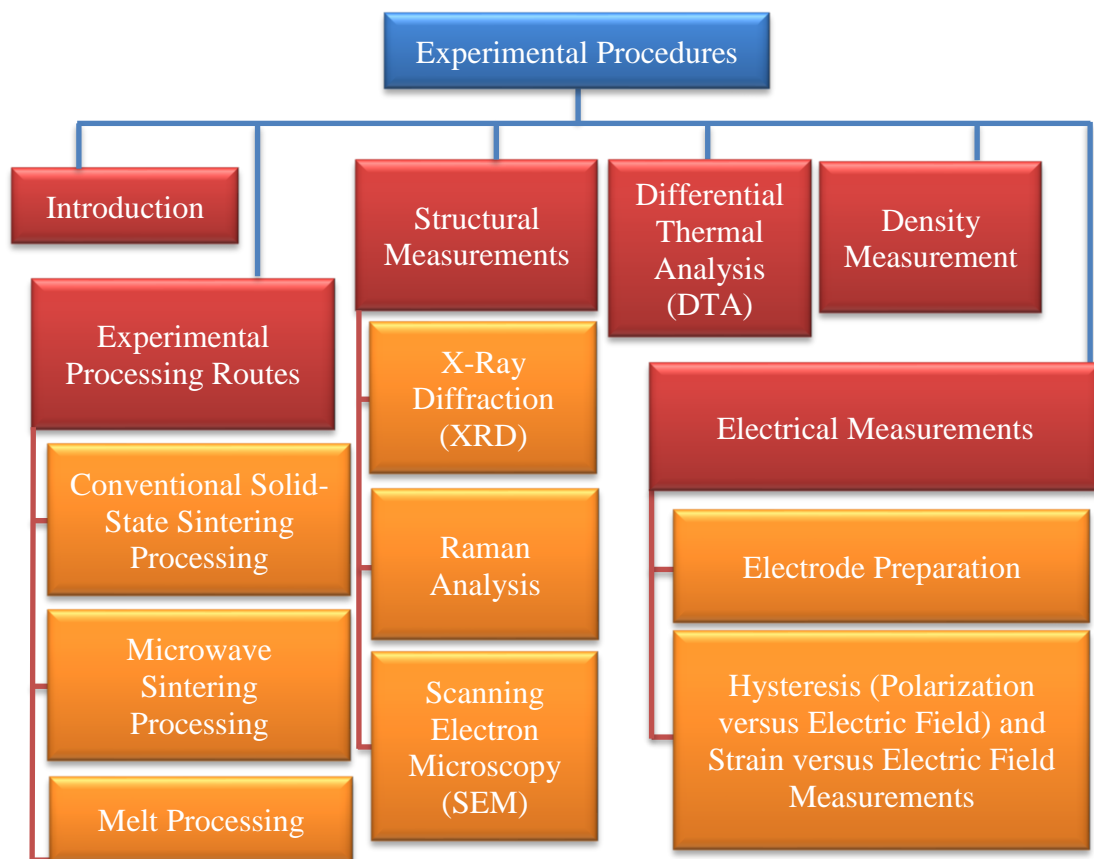 Experimental Procedures
Introduction
Experimental
Processing Routes
Conventional Solid-
State Sintering
Processing
Microwave
Sintering
Processing
Melt Processing
Structural
Measurements
X-Ray
Diffraction
(XRD)
Raman
Analysis
Scanning
Electron
Microscopy
(SEM)
Differential
Thermal
Analysis
(DTA)
Density
Measurement
Electrical Measurements
Electrode Preparation
Hysteresis (Polarization
versus Electric Field) and
Strain versus Electric Field
Measurements